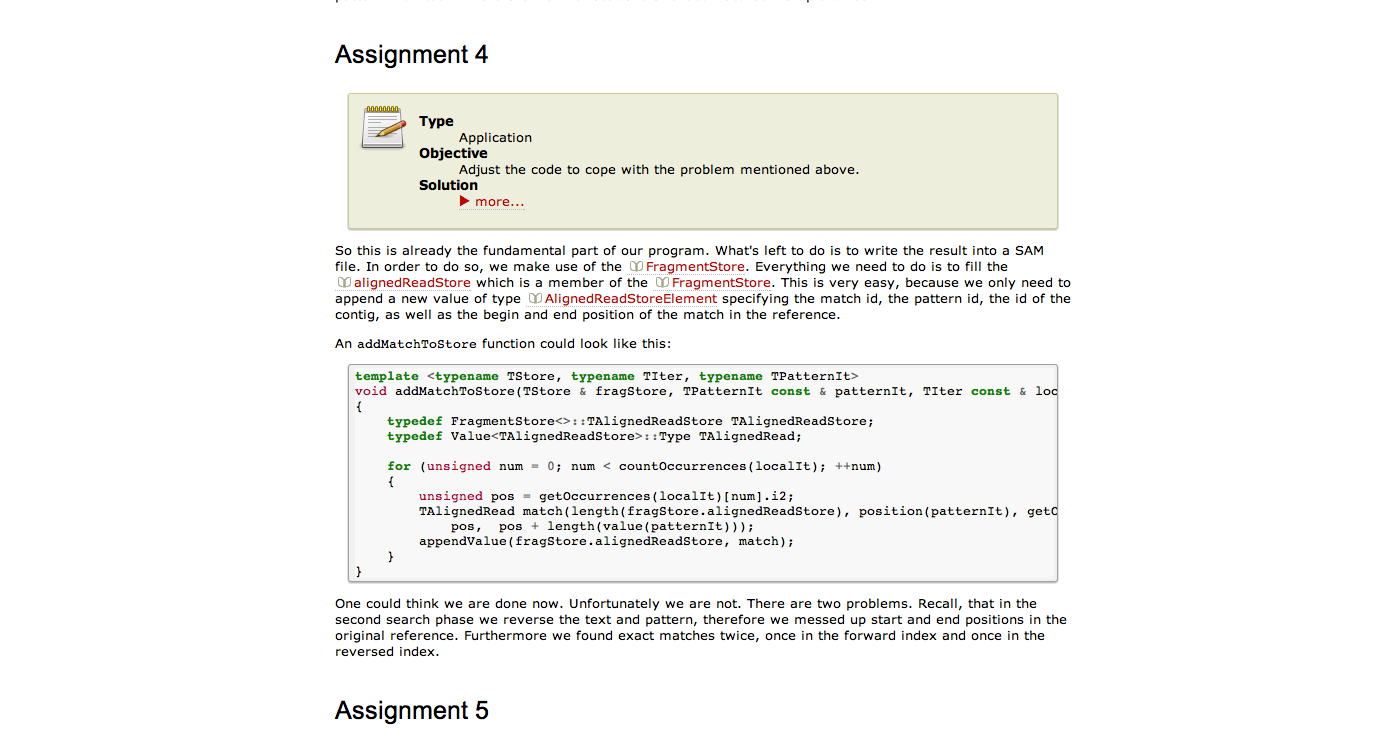 Assignment 4
Type
Application
Objective
Adjust the code to cope with the problem mentioned above.
Solution
more...
So this is already the fundamental part of our program. What's left to do is to write the result into a SAM
file. In order to do so, we make use of the FragmentStore. Everything we need to do is to fill the
alignedReadStore which is a member of the FragmentStore. This is very easy, because we only need to
append a new value of type AlignedReadStoreElement specifying the match id, the pattern id, the id of the
contig, as well as the begin and end position of the match in the reference.
An addMatchToStore function could look like this:
template <typename TStore, typename TIter, typename TPatternIt>
void addMatchToStore(TStore & fragStore, TPatternIt const & patternIt, TIter const & loc
{
    typedef FragmentStore<>::TAlignedReadStore TAlignedReadStore;
    typedef Value<TAlignedReadStore>::Type TAlignedRead;
    for (unsigned num = 0; num < countOccurrences(localIt); ++num)
    {
        unsigned pos = getOccurrences(localIt)[num].i2;
        TAlignedRead match(length(fragStore.alignedReadStore), position(patternIt), getO
            pos,  pos + length(value(patternIt)));
        appendValue(fragStore.alignedReadStore, match);
    }
}
One could think we are done now. Unfortunately we are not. There are two problems. Recall, that in the
second search phase we reverse the text and pattern, therefore we messed up start and end positions in the
original reference. Furthermore we found exact matches twice, once in the forward index and once in the
reversed index.
Assignment 5